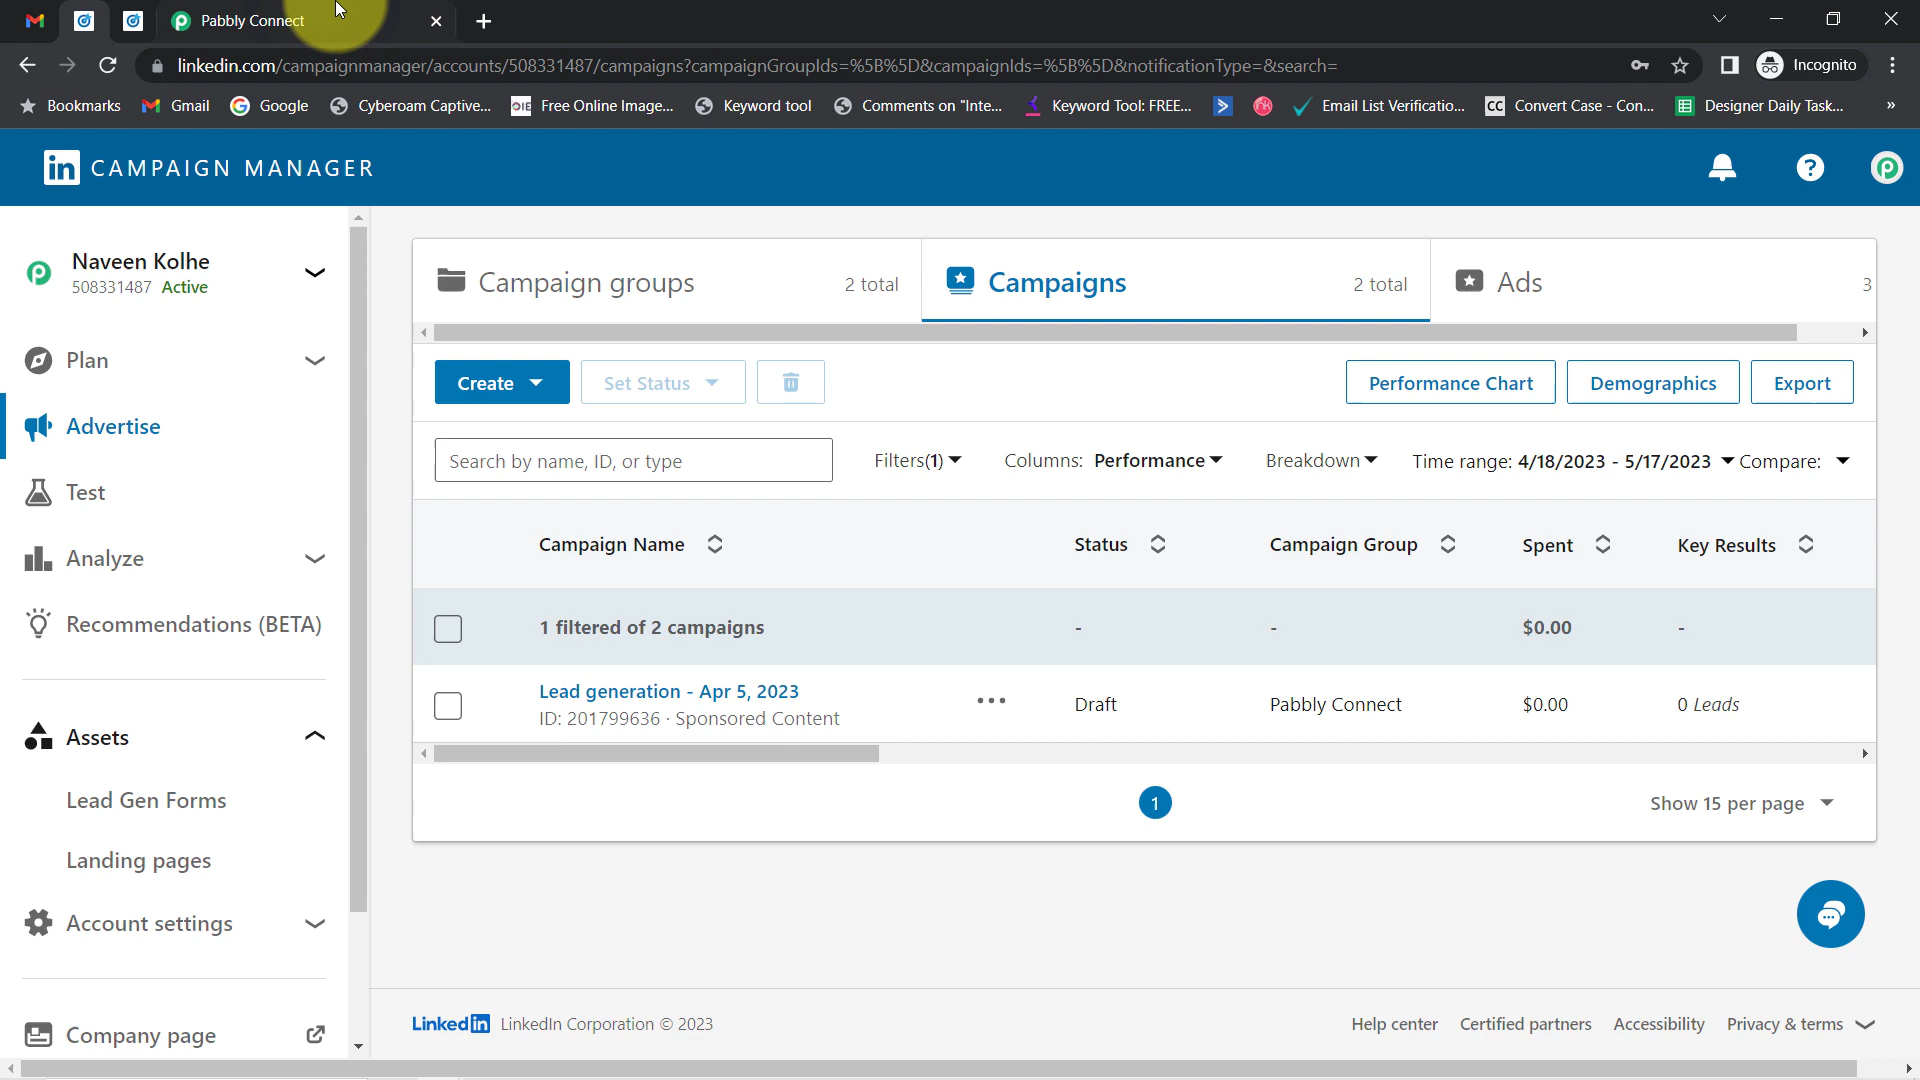 Pabbly Connect
linkedin.com/campaignmanager/accounts/508331487/campaigns?campaignGroupIds=%5B%5D&campaignIds=%5B%5D&notificationType=&search=
Incognito
Bookmarks
Gmail
Google
Cyberoam Captive...
OIE
Free Online Image...
Keyword tool
Comments on "Inte...
Keyword Tool: FREE...
Email List Verificatio...
CC
Convert Case - Con...
Designer Daily Task...
»
in CAMPAIGN MANAGER
Naveen Kolhe
508331487 Active
Plan
Advertise
Test
Analyze
Recommendations (BETA)
Assets
Lead Gen Forms
Landing pages
Account settings
Company page
Campaign groups 2 total
Campaigns 2 total
Ads 3
Create
Set Status
Performance Chart
Demographics
Export
Search by name, ID, or type
Filters(1)
Columns: Performance
Breakdown
Time range: 4/18/2023 - 5/17/2023
Compare:
Campaign Name Status Campaign Group Spent Key Results
1 filtered of 2 campaigns - - $0.00 -
Lead generation - Apr 5, 2023
ID: 201799636 · Sponsored Content
Draft Pabbly Connect $0.00 0 Leads
1
Show 15 per page
LinkedIn LinkedIn Corporation © 2023
Help center
Certified partners
Accessibility
Privacy & terms